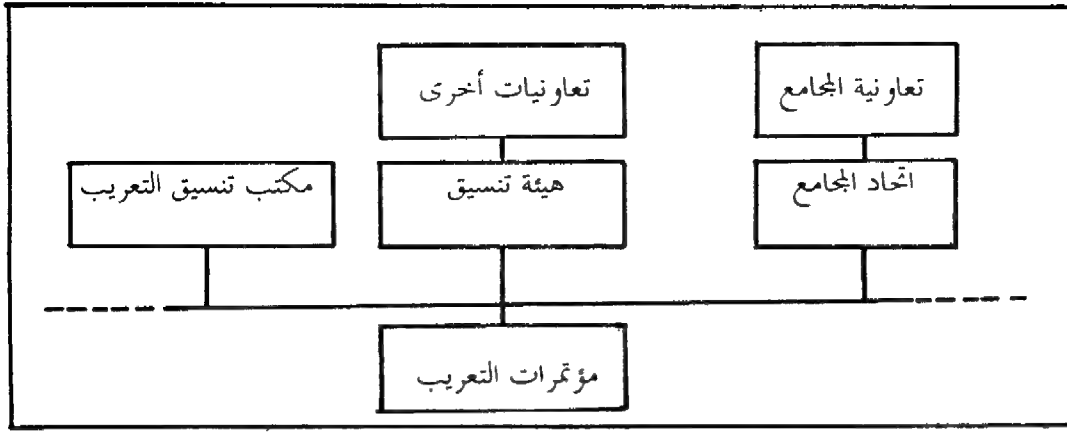 تعاونية المجامع
تعاونيات أخرى
اتحاد المجامع
هيئة تنسيق
مكتب تنسيق التعريب
مؤتمرات التعريب